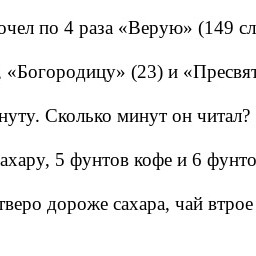 очел по 4 раза «Верую» (149 сл
, «Богородицу» (23) и «Пресвят
нуту. Сколько минут он читал?
ахару, 5 фунтов кофе и 6 фунто
тверо дороже сахара, чай втрое